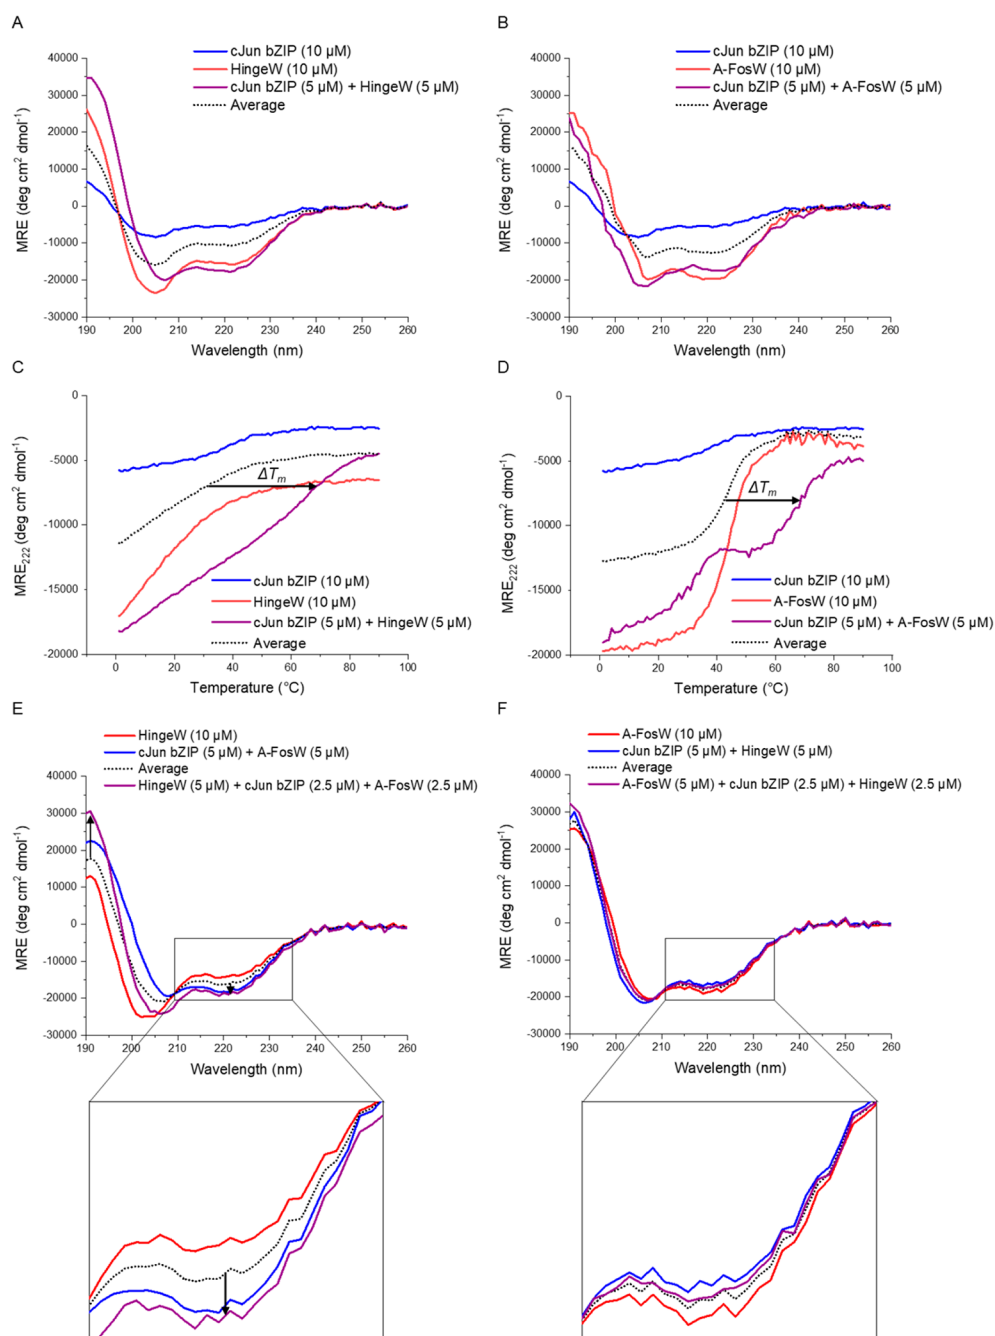 A
cJun bZIP (10 µM)
HingeW (10 µM)
cJun bZIP (5 µM) + HingeW (5 µM)
Average
MRE (deg cm² dmol⁻¹)
40000
30000
20000
10000
0
-10000
-20000
-30000
190 200 210 220 230 240 250 260
Wavelength (nm)
B
cJun bZIP (10 µM)
A-FosW (10 µM)
cJun bZIP (5 µM) + A-FosW (5 µM)
Average
MRE (deg cm² dmol⁻¹)
40000
30000
20000
10000
0
-10000
-20000
-30000
190 200 210 220 230 240 250 260
Wavelength (nm)
C
MRE₂₂₂ (deg cm² dmol⁻¹)
0
-5000
-10000
-15000
-20000
ΔTₘ
cJun bZIP (10 µM)
HingeW (10 µM)
cJun bZIP (5 µM) + HingeW (5 µM)
Average
0 20 40 60 80 100
Temperature (°C)
D
MRE₂₂₂ (deg cm² dmol⁻¹)
0
-5000
-10000
-15000
-20000
ΔTₘ
cJun bZIP (10 µM)
A-FosW (10 µM)
cJun bZIP (5 µM) + A-FosW (5 µM)
Average
0 20 40 60 80 100
Temperature (°C)
E
HingeW (10 µM)
cJun bZIP (5 µM) + A-FosW (5 µM)
Average
HingeW (5 µM) + cJun bZIP (2.5 µM) + A-FosW (2.5 µM)
MRE (deg cm² dmol⁻¹)
40000
30000
20000
10000
0
-10000
-20000
-30000
190 200 210 220 230 240 250 260
Wavelength (nm)
F
A-FosW (10 µM)
cJun bZIP (5 µM) + HingeW (5 µM)
Average
A-FosW (5 µM) + cJun bZIP (2.5 µM) + HingeW (2.5 µM)
MRE (deg cm² dmol⁻¹)
40000
30000
20000
10000
0
-10000
-20000
-30000
190 200 210 220 230 240 250 260
Wavelength (nm)